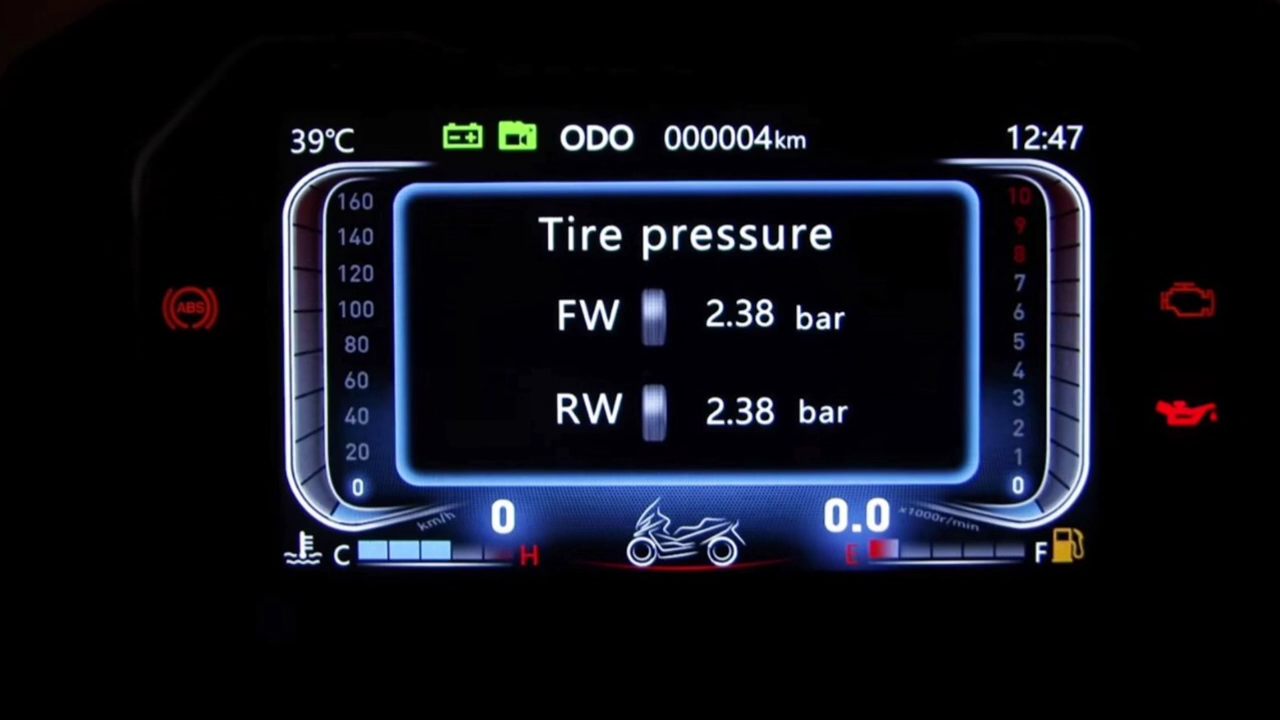 39°C ODO 000004km 12:47
160 10
140 9
120 8
100 7
80 6
60 5
40 4
20 3
0 2
1
0
Tire pressure
FW 2.38 bar
RW 2.38 bar
ABS
km/h 0 0.0 x1000r/min
C H E F